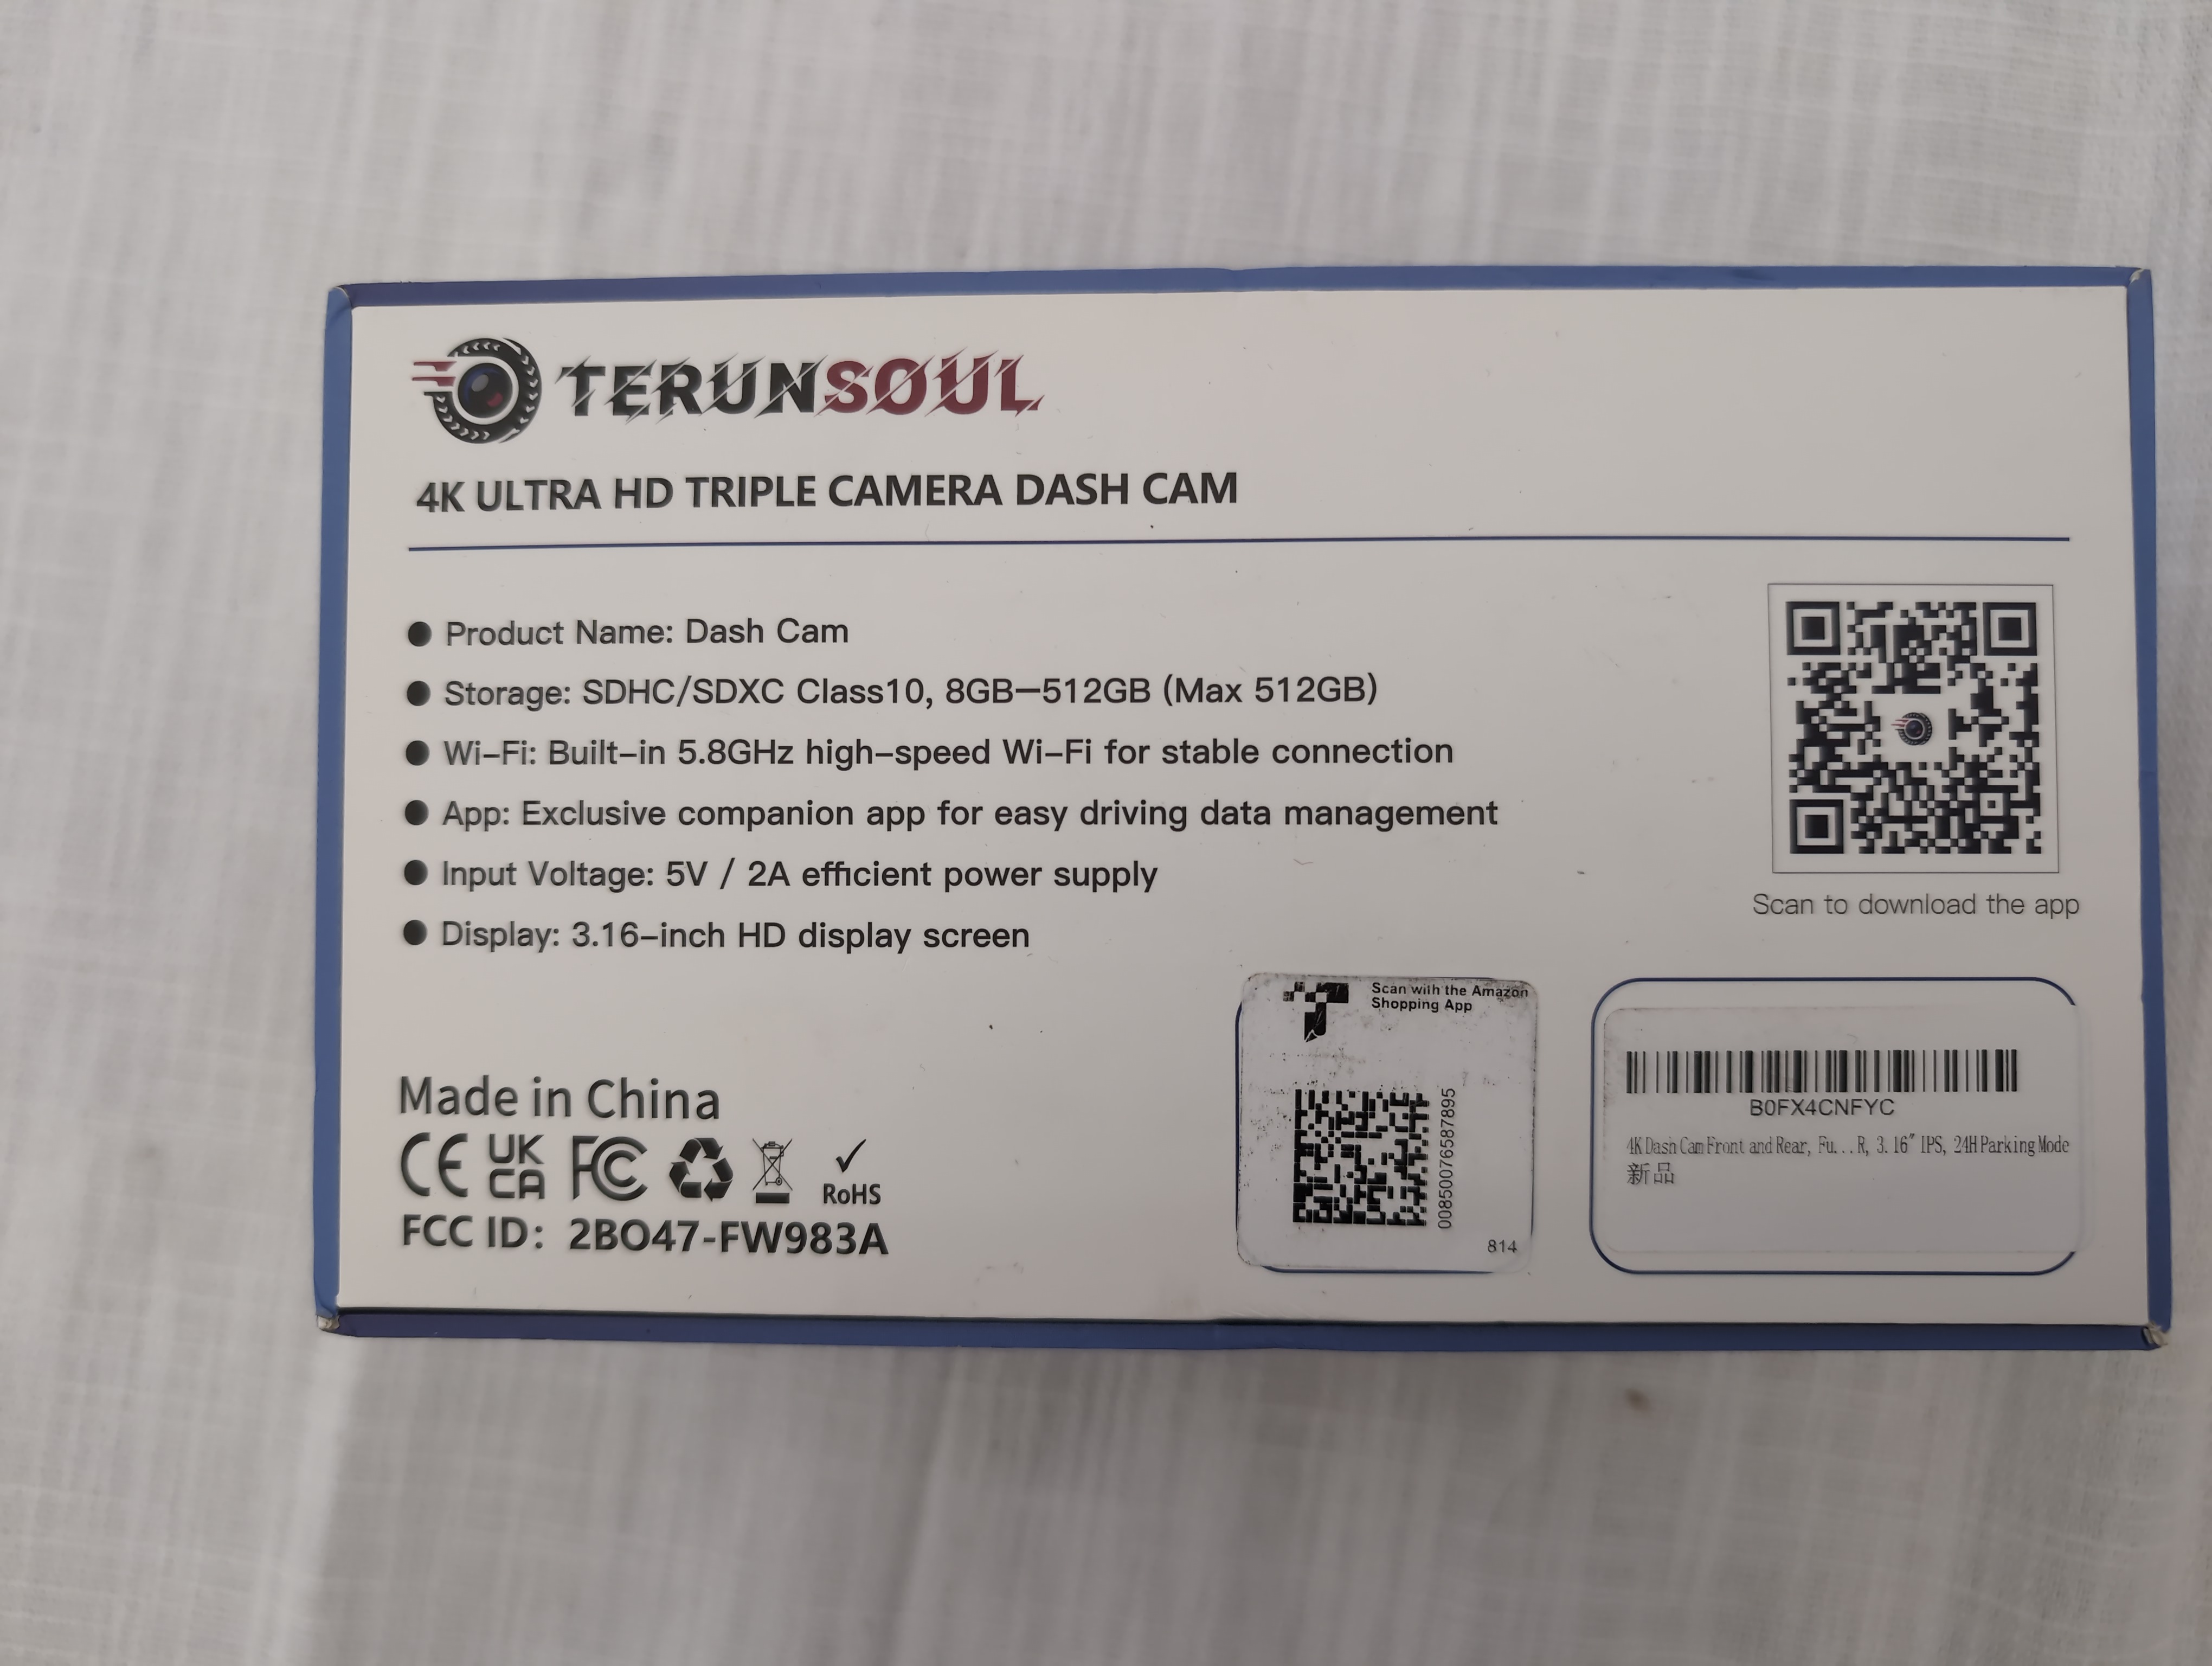 TERUNSOUL
4K ULTRA HD TRIPLE CAMERA DASH CAM
● Product Name: Dash Cam
● Storage: SDHC/SDXC Class10, 8GB—512GB (Max 512GB)
● Wi–Fi: Built–in 5.8GHz high–speed Wi–Fi for stable connection
● App: Exclusive companion app for easy driving data management
● Input Voltage: 5V / 2A efficient power supply
● Display: 3.16–inch HD display screen
Scan to download the app
Made in China
CE UK CA FC RoHS
FCC ID: 2BO47-FW983A
Scan with the Amazon
Shopping App
0085007658 7895
814
B0FX4CNFYC
4K Dash Cam Front and Rear, Fu...R, 3.16" IPS, 24H Parking Mode
新品